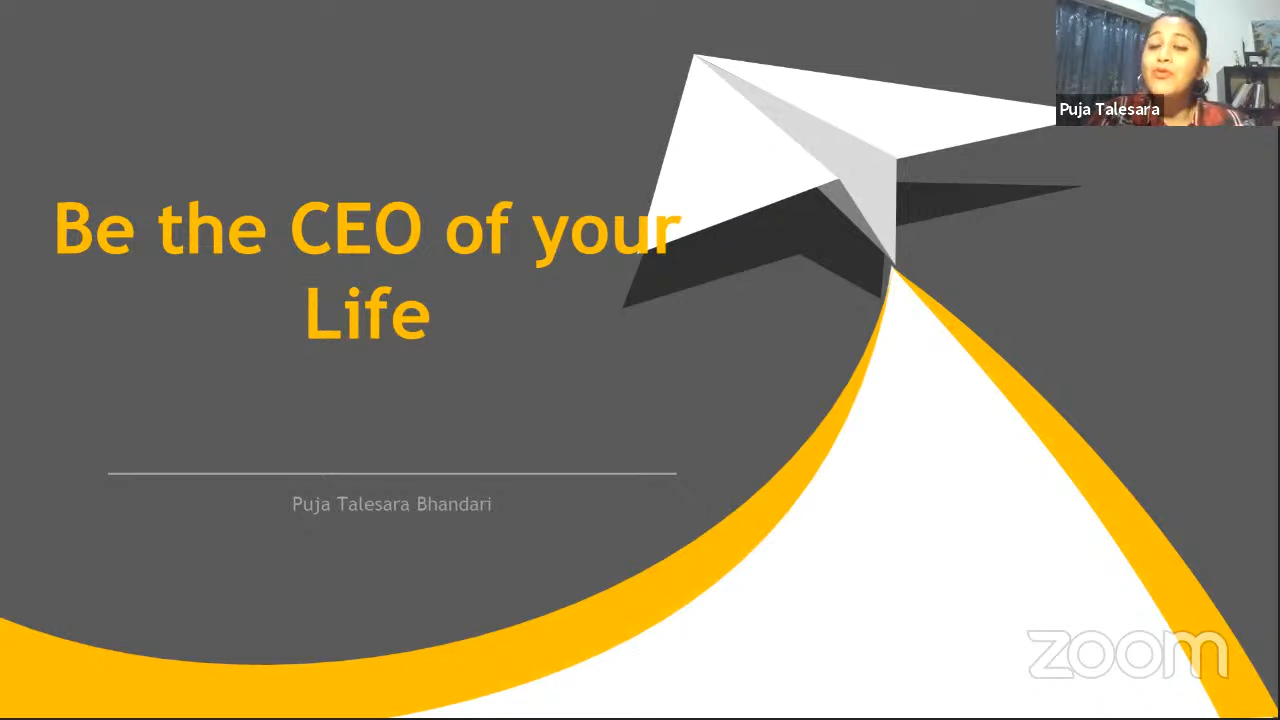 Puja Talesara
Be the CEO of your
Life
Puja Talesara Bhandari
zoom